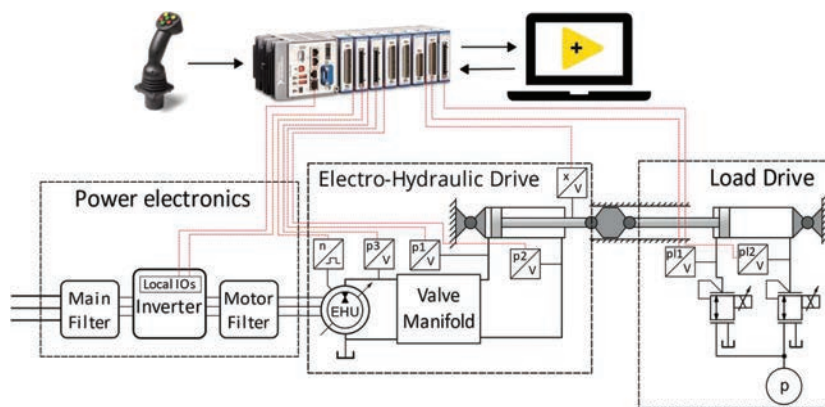 +
Power electronics
Electro-Hydraulic Drive
Load Drive
x
V
n
p3
V
p1
V
p2
V
pl1
V
pl2
V
Main
Filter
Local IOs
Inverter
Motor
Filter
EHU
Valve
Manifold
p